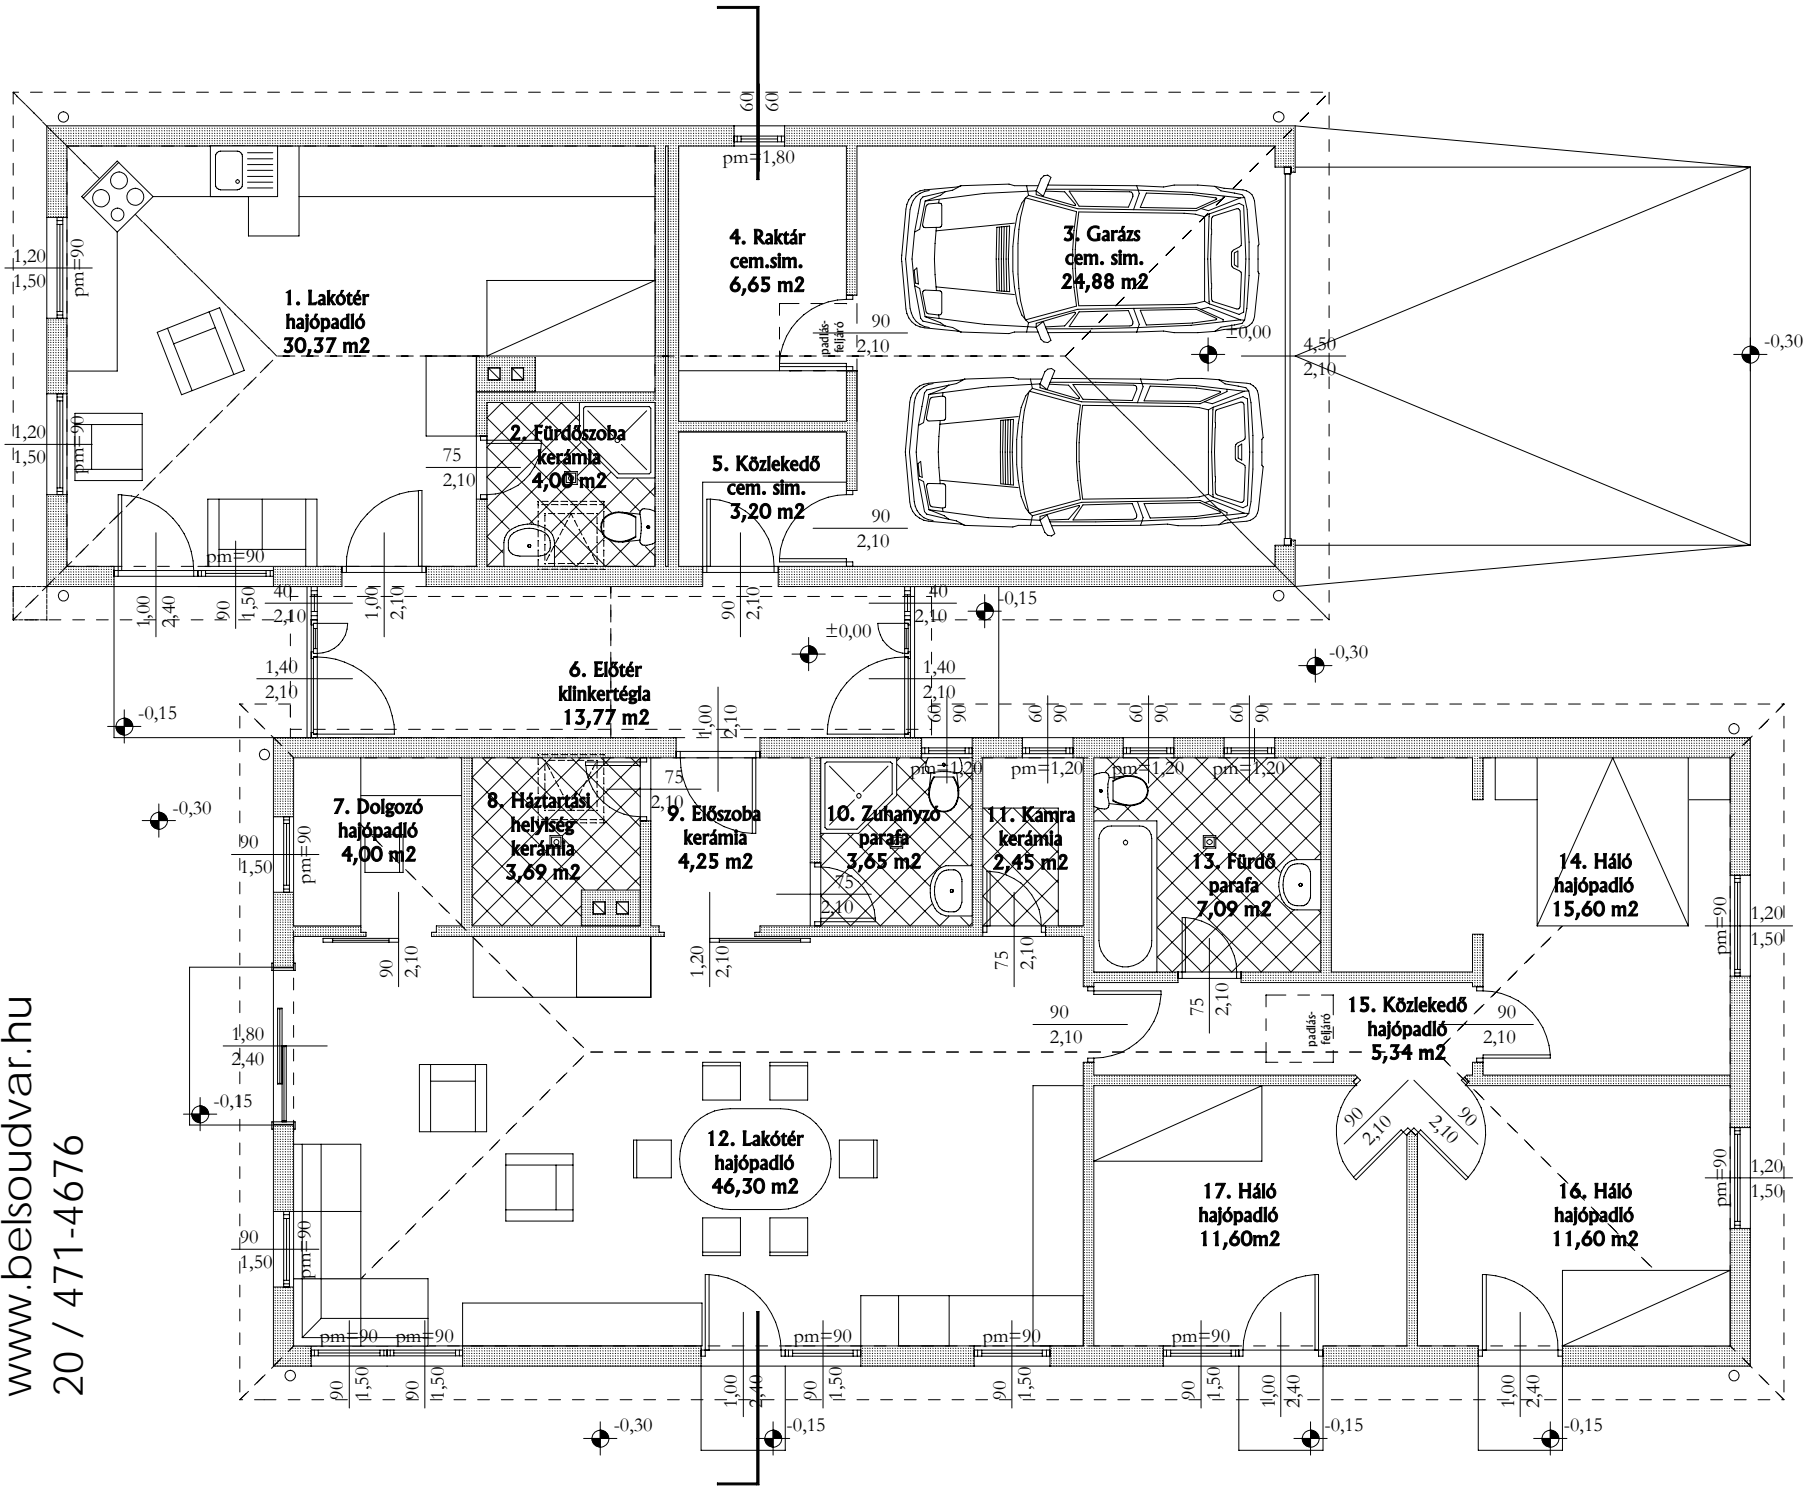 60
60
pm=1,80
1,20
1,50
pm=90
1. Lakótér
hajópadló
30,37 m2
4. Raktár
cem.sim.
6,65 m2
3. Garázs
cem. sim.
24,88 m2
padlás-
feljáró
90
2,10
±0,00
4,50
2,10
-0,30
1,20
1,50
pm=90
75
2,10
2. Fürdőszoba
kerámia
4,00 m2
5. Közlekedő
cem. sim.
3,20 m2
90
2,10
pm=90
1,00
2,40
90
1,50
40
2,10
1,00
2,10
90
2,10
40
2,10
-0,15
±0,00
-0,30
1,40
2,10
6. Előtér
klinkertégla
13,77 m2
1,40
2,10
-0,15
1,00
2,10
60
90
60
90
60
90
60
90
pm=1,20
pm=1,20
pm=1,20
pm=1,20
-0,30
90
1,50
pm=90
7. Dolgozó
hajópadló
4,00 m2
8. Háztartási
helyiség
kerámia
3,69 m2
75
2,10
9. Előszoba
kerámia
4,25 m2
10. Zuhanyzó
parafa
3,65 m2
75
2,10
11. Kamra
kerámia
2,45 m2
13. Fürdő
parafa
7,09 m2
14. Háló
hajópadló
15,60 m2
pm=90
1,20
1,50
90
2,10
1,20
2,10
75
2,10
75
2,10
90
2,10
padlás-
feljáró
15. Közlekedő
hajópadló
5,34 m2
90
2,10
1,80
2,40
-0,15
90
2,10
90
2,10
12. Lakótér
hajópadló
46,30 m2
17. Háló
hajópadló
11,60m2
16. Háló
hajópadló
11,60 m2
pm=90
1,20
1,50
90
1,50
pm=90
pm=90
pm=90
pm=90
pm=90
pm=90
90
1,50
90
1,50
1,00
2,40
90
1,50
90
1,50
90
1,50
1,00
2,40
1,00
2,40
-0,30
-0,15
-0,15
-0,15
www.belsoudvar.hu
20 / 471-4676